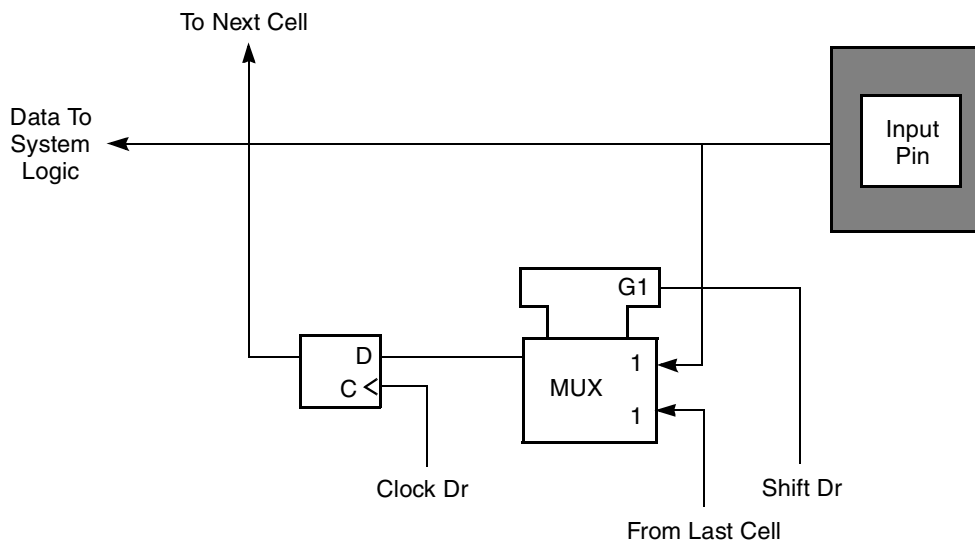 To Next Cell
Data To
System
Logic
Input
Pin
G1
D
C
MUX
1
1
Clock Dr
Shift Dr
From Last Cell